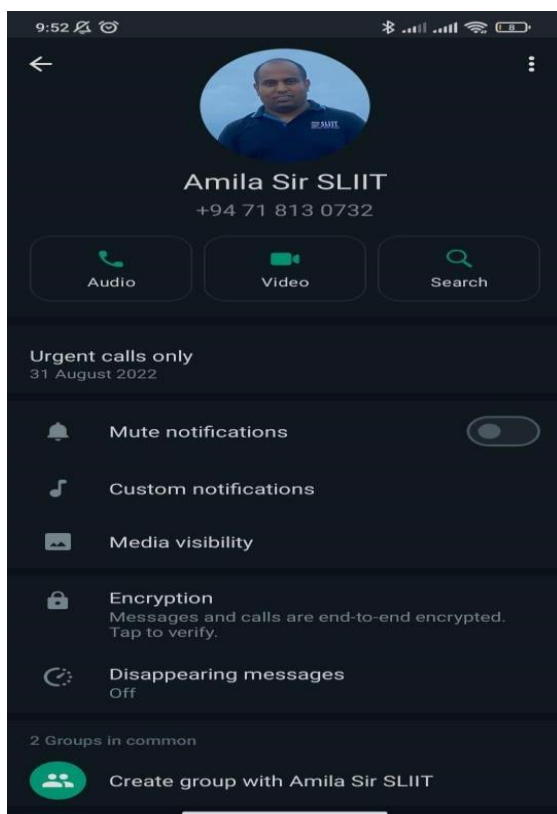 9:52
8
SLIIT
Amila Sir SLIIT
+94 71 813 0732
Audio
Video
Search
Urgent calls only
31 August 2022
Mute notifications
Custom notifications
Media visibility
Encryption
Messages and calls are end-to-end encrypted.
Tap to verify.
Disappearing messages
Off
2 Groups in common
Create group with Amila Sir SLIIT